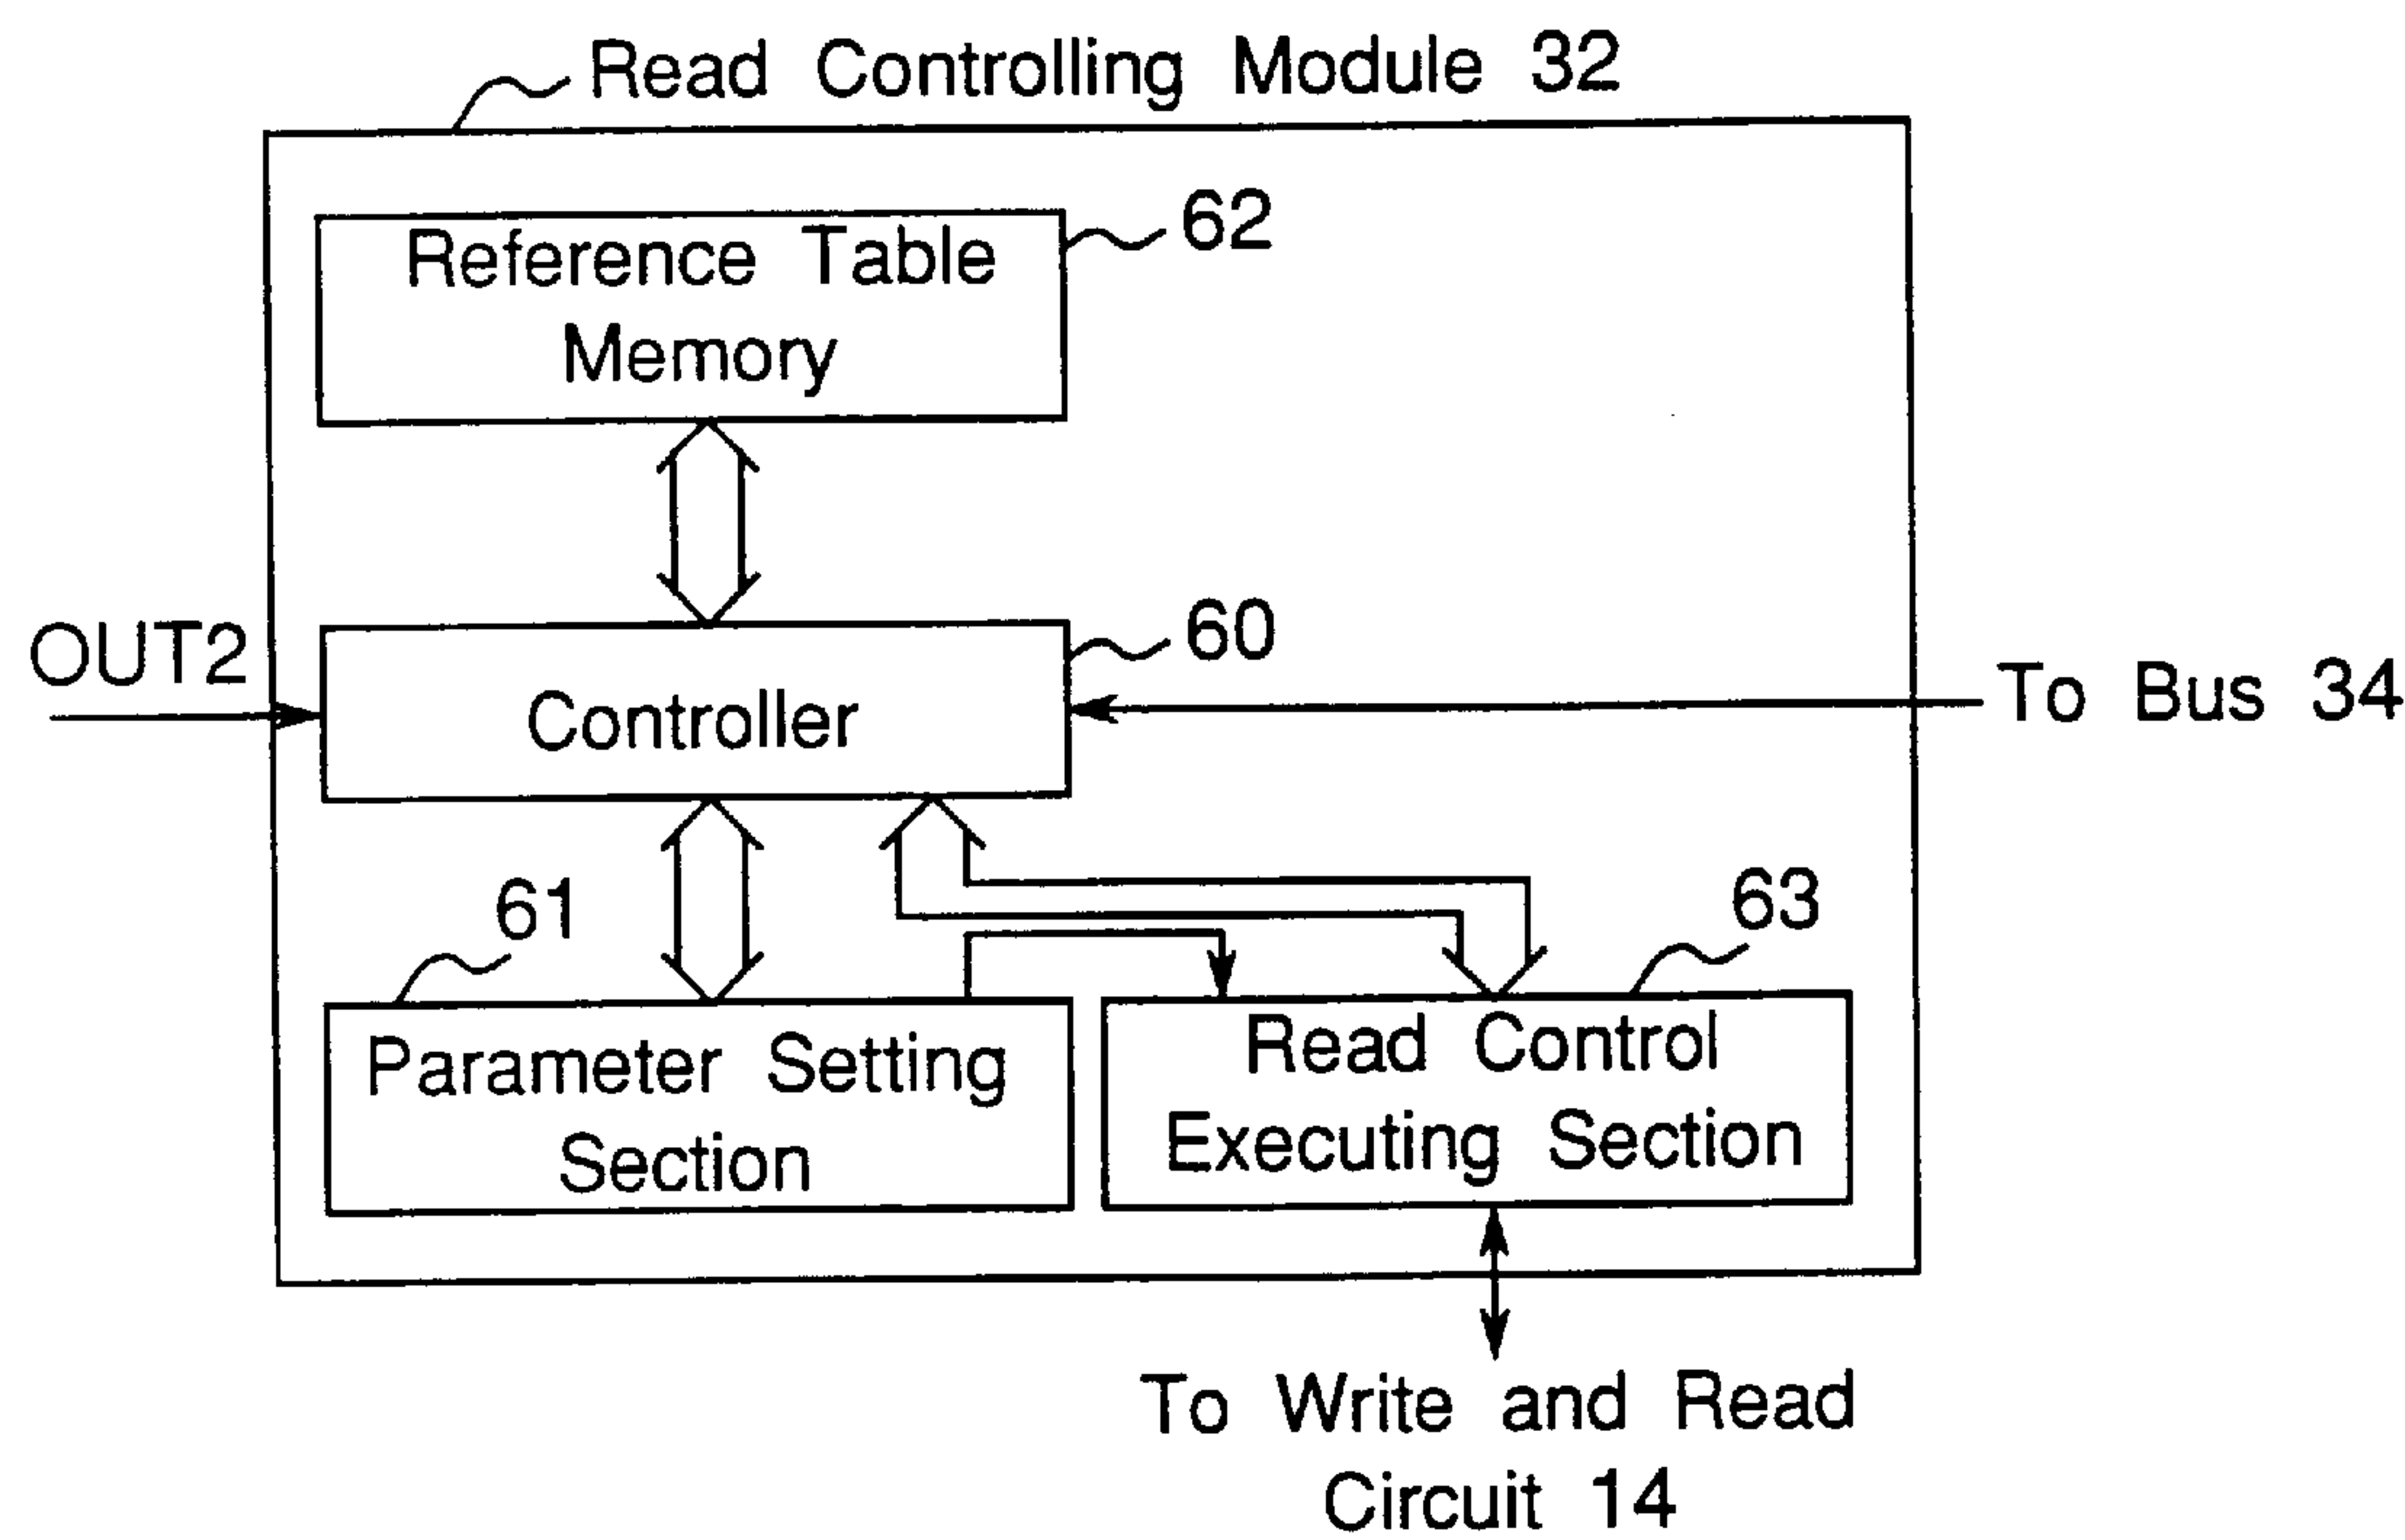 Read Controlling Module 32
62
Reference Table
Memory
60
OUT2
Controller
To Bus 34
61
63
Parameter Setting
Section
Read Control
Executing Section
To Write and Read
Circuit 14